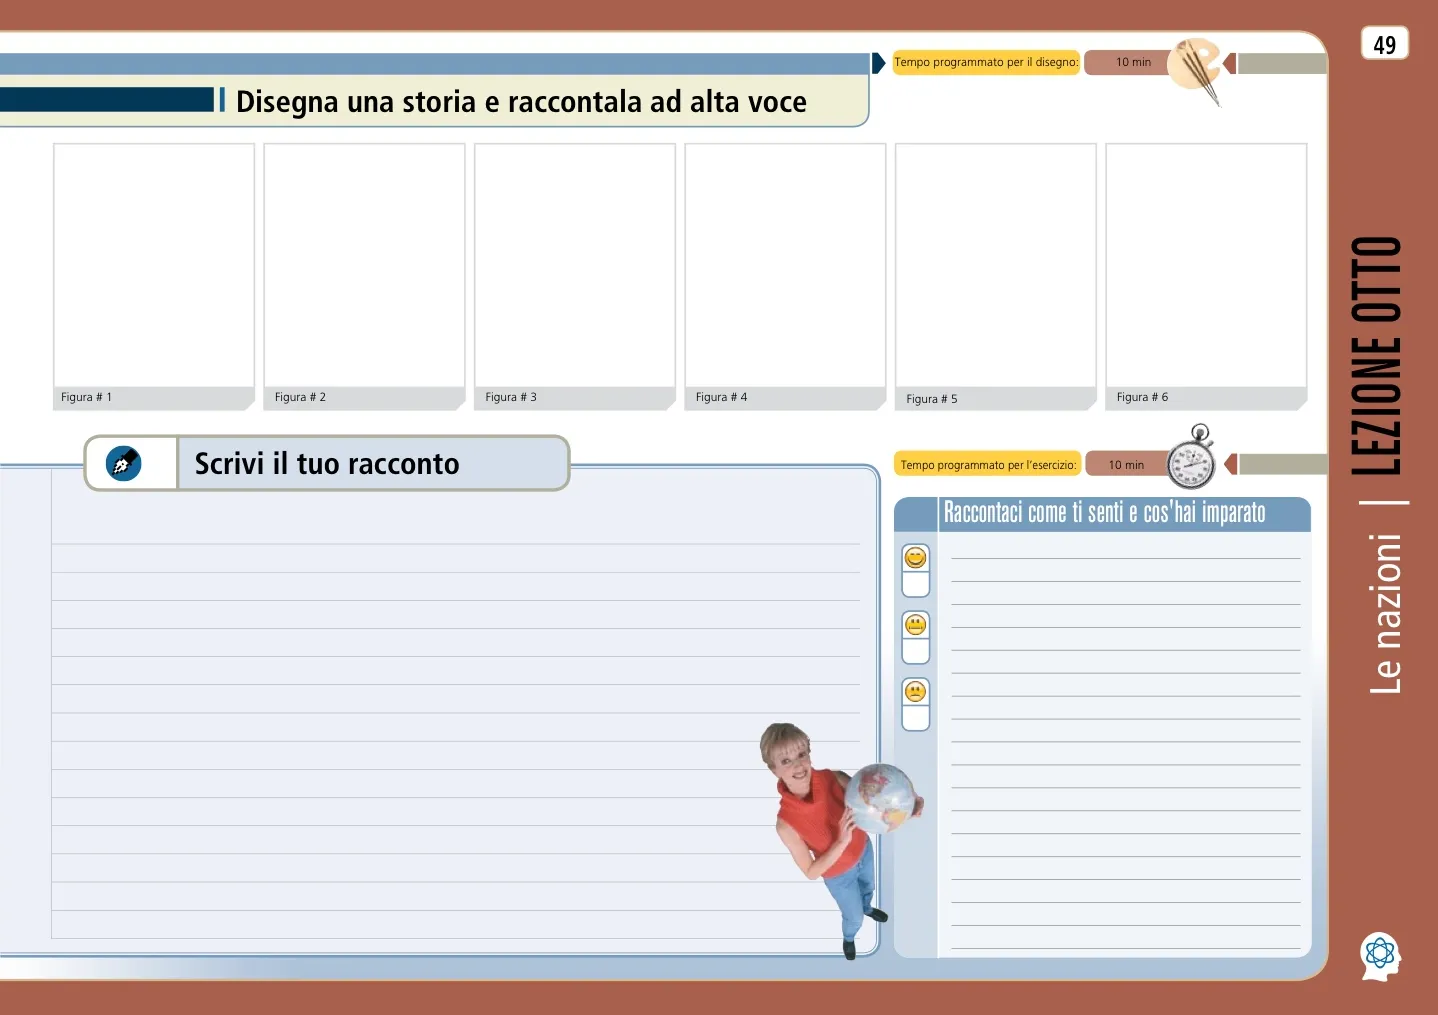 49
Tempo programmato per il disegno:
10 min
Disegna una storia e raccontala ad alta voce
Figura # 1
Figura # 2
Figura # 3
Figura # 4
Figura # 5
Figura # 6
Scrivi il tuo racconto
Tempo programmato per l'esercizio:
10 min
Raccontaci come ti senti e cos'hai imparato
Le nazioni | LEZIONE OTTO